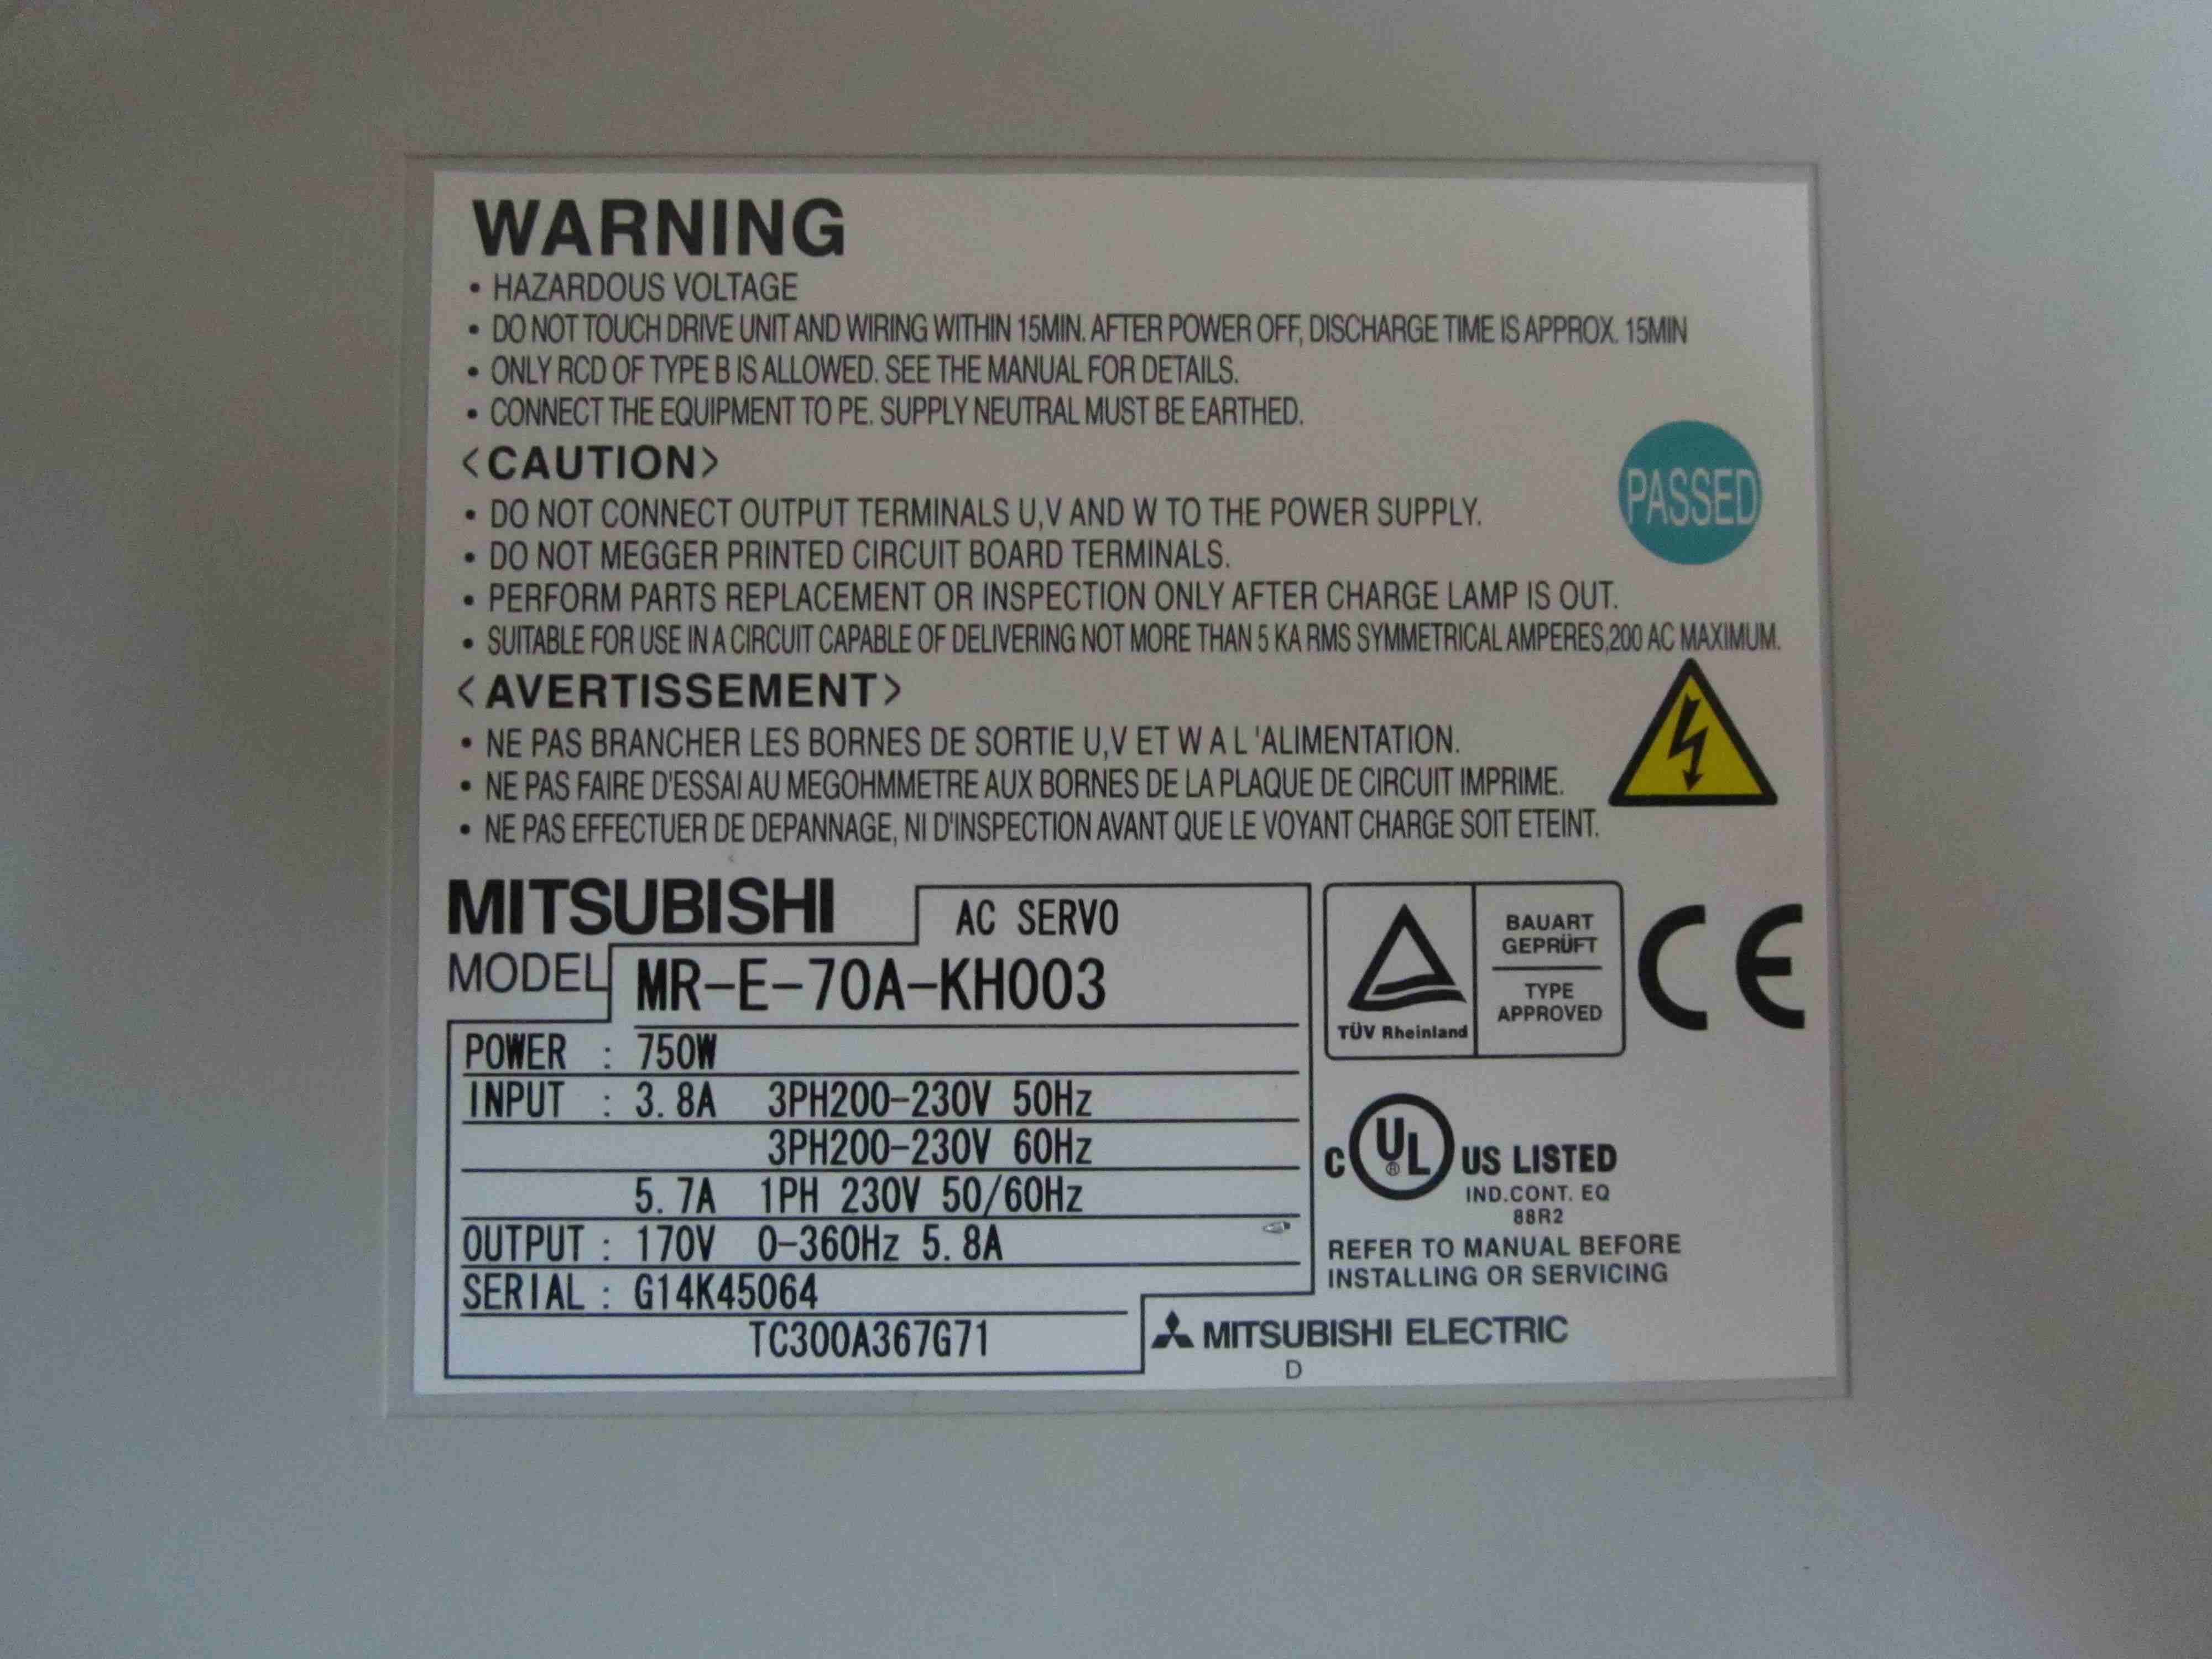 WARNING
• HAZARDOUS VOLTAGE
• DO NOT TOUCH DRIVE UNIT AND WIRING WITHIN 15MIN. AFTER POWER OFF, DISCHARGE TIME IS APPROX. 15MIN
• ONLY RCD OF TYPE B IS ALLOWED. SEE THE MANUAL FOR DETAILS.
• CONNECT THE EQUIPMENT TO PE. SUPPLY NEUTRAL MUST BE EARTHED.
<CAUTION>
PASSED
• DO NOT CONNECT OUTPUT TERMINALS U,V AND W TO THE POWER SUPPLY.
• DO NOT MEGGER PRINTED CIRCUIT BOARD TERMINALS.
• PERFORM PARTS REPLACEMENT OR INSPECTION ONLY AFTER CHARGE LAMP IS OUT.
• SUITABLE FOR USE IN A CIRCUIT CAPABLE OF DELIVERING NOT MORE THAN 5 KA RMS SYMMETRICAL AMPERES,200 AC MAXIMUM.
<AVERTISSEMENT>
• NE PAS BRANCHER LES BORNES DE SORTIE U,V ET W A L 'ALIMENTATION.
• NE PAS FAIRE D'ESSAI AU MEGOHMMETRE AUX BORNES DE LA PLAQUE DE CIRCUIT IMPRIME.
• NE PAS EFFECTUER DE DEPANNAGE, NI D'INSPECTION AVANT QUE LE VOYANT CHARGE SOIT ETEINT.
MITSUBISHI AC SERVO
MODEL MR-E-70A-KH003
POWER : 750W
INPUT : 3.8A 3PH200-230V 50Hz
3PH200-230V 60Hz
5.7A 1PH 230V 50/60Hz
OUTPUT : 170V 0-360Hz 5.8A
SERIAL : G14K45064
TC300A367G71
TÜV Rheinland
BAUART
GEPRÜFT
TYPE
APPROVED
CE
C UL ® US LISTED
IND.CONT. EQ
88R2
REFER TO MANUAL BEFORE
INSTALLING OR SERVICING
MITSUBISHI ELECTRIC
D